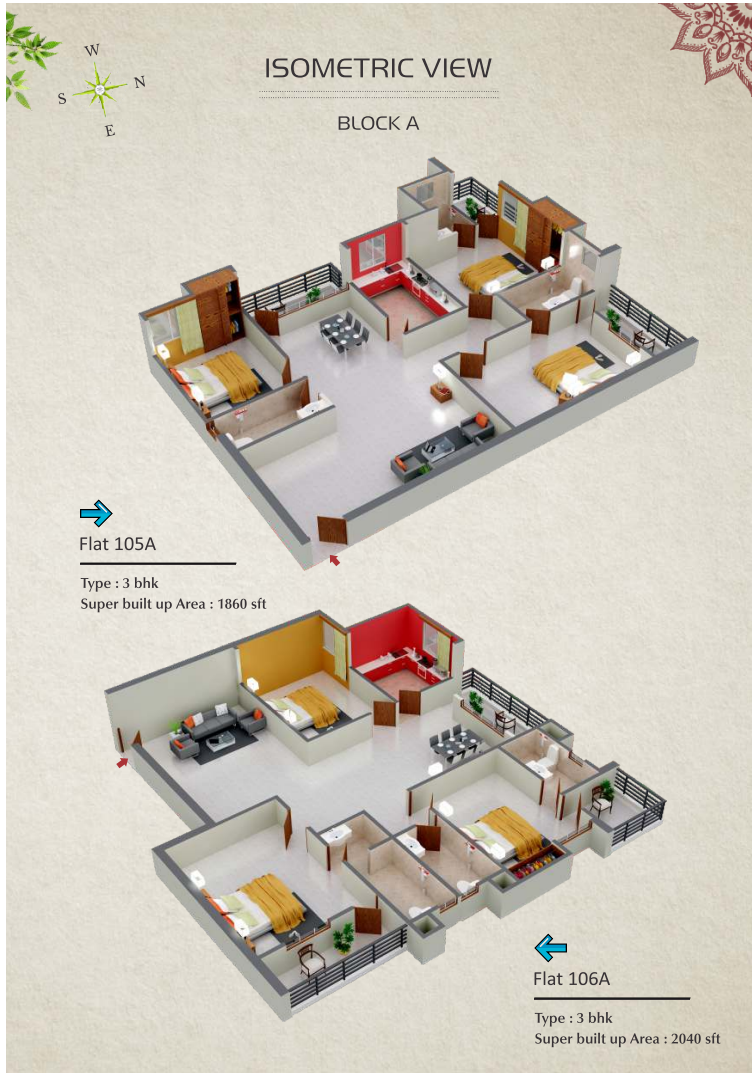 W
N
S
E
ISOMETRIC VIEW
BLOCK A
Flat 105A
Type : 3 bhk
Super built up Area : 1860 sft
Flat 106A
Type : 3 bhk
Super built up Area : 2040 sft